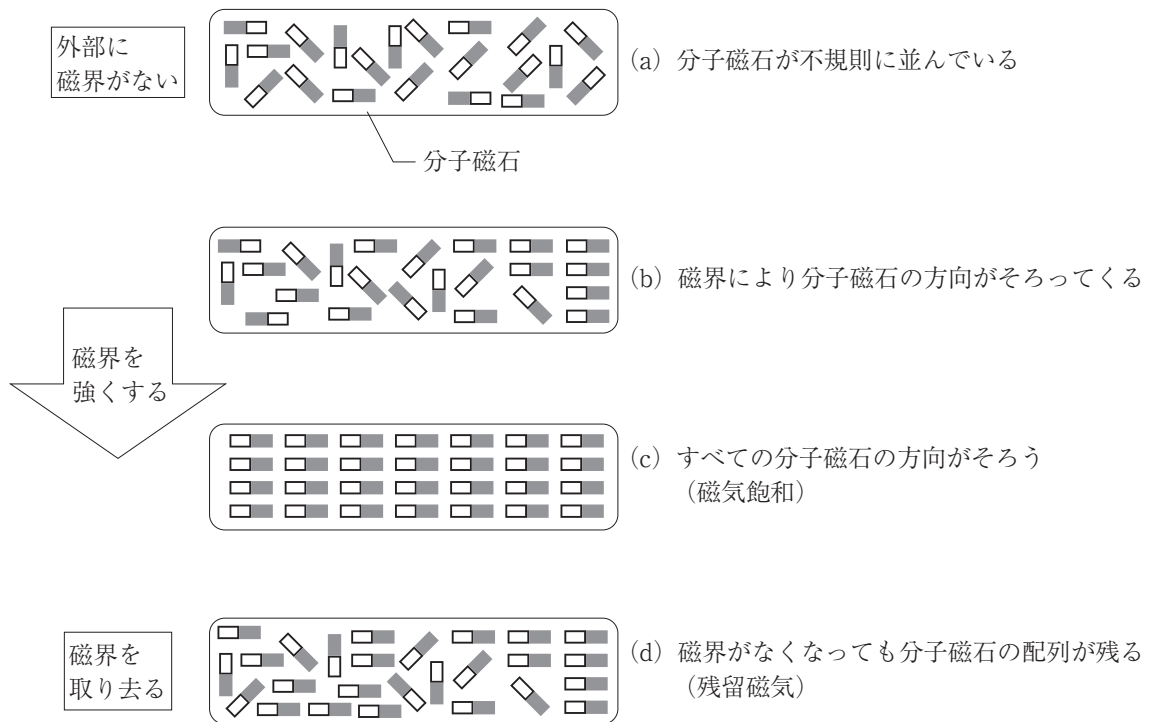 外部に
磁界がない
(a) 分子磁石が不規則に並んでいる
分子磁石
(b) 磁界により分子磁石の方向がそろってくる
磁界を
強くする
(c) すべての分子磁石の方向がそろう
(磁気飽和)
磁界を
取り去る
(d) 磁界がなくなっても分子磁石の配列が残る
(残留磁気)